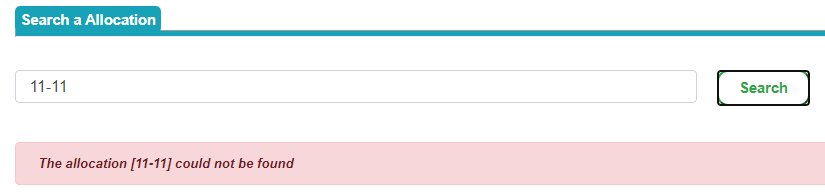 Search a Allocation
11-11
Search
The allocation [11-11] could not be found